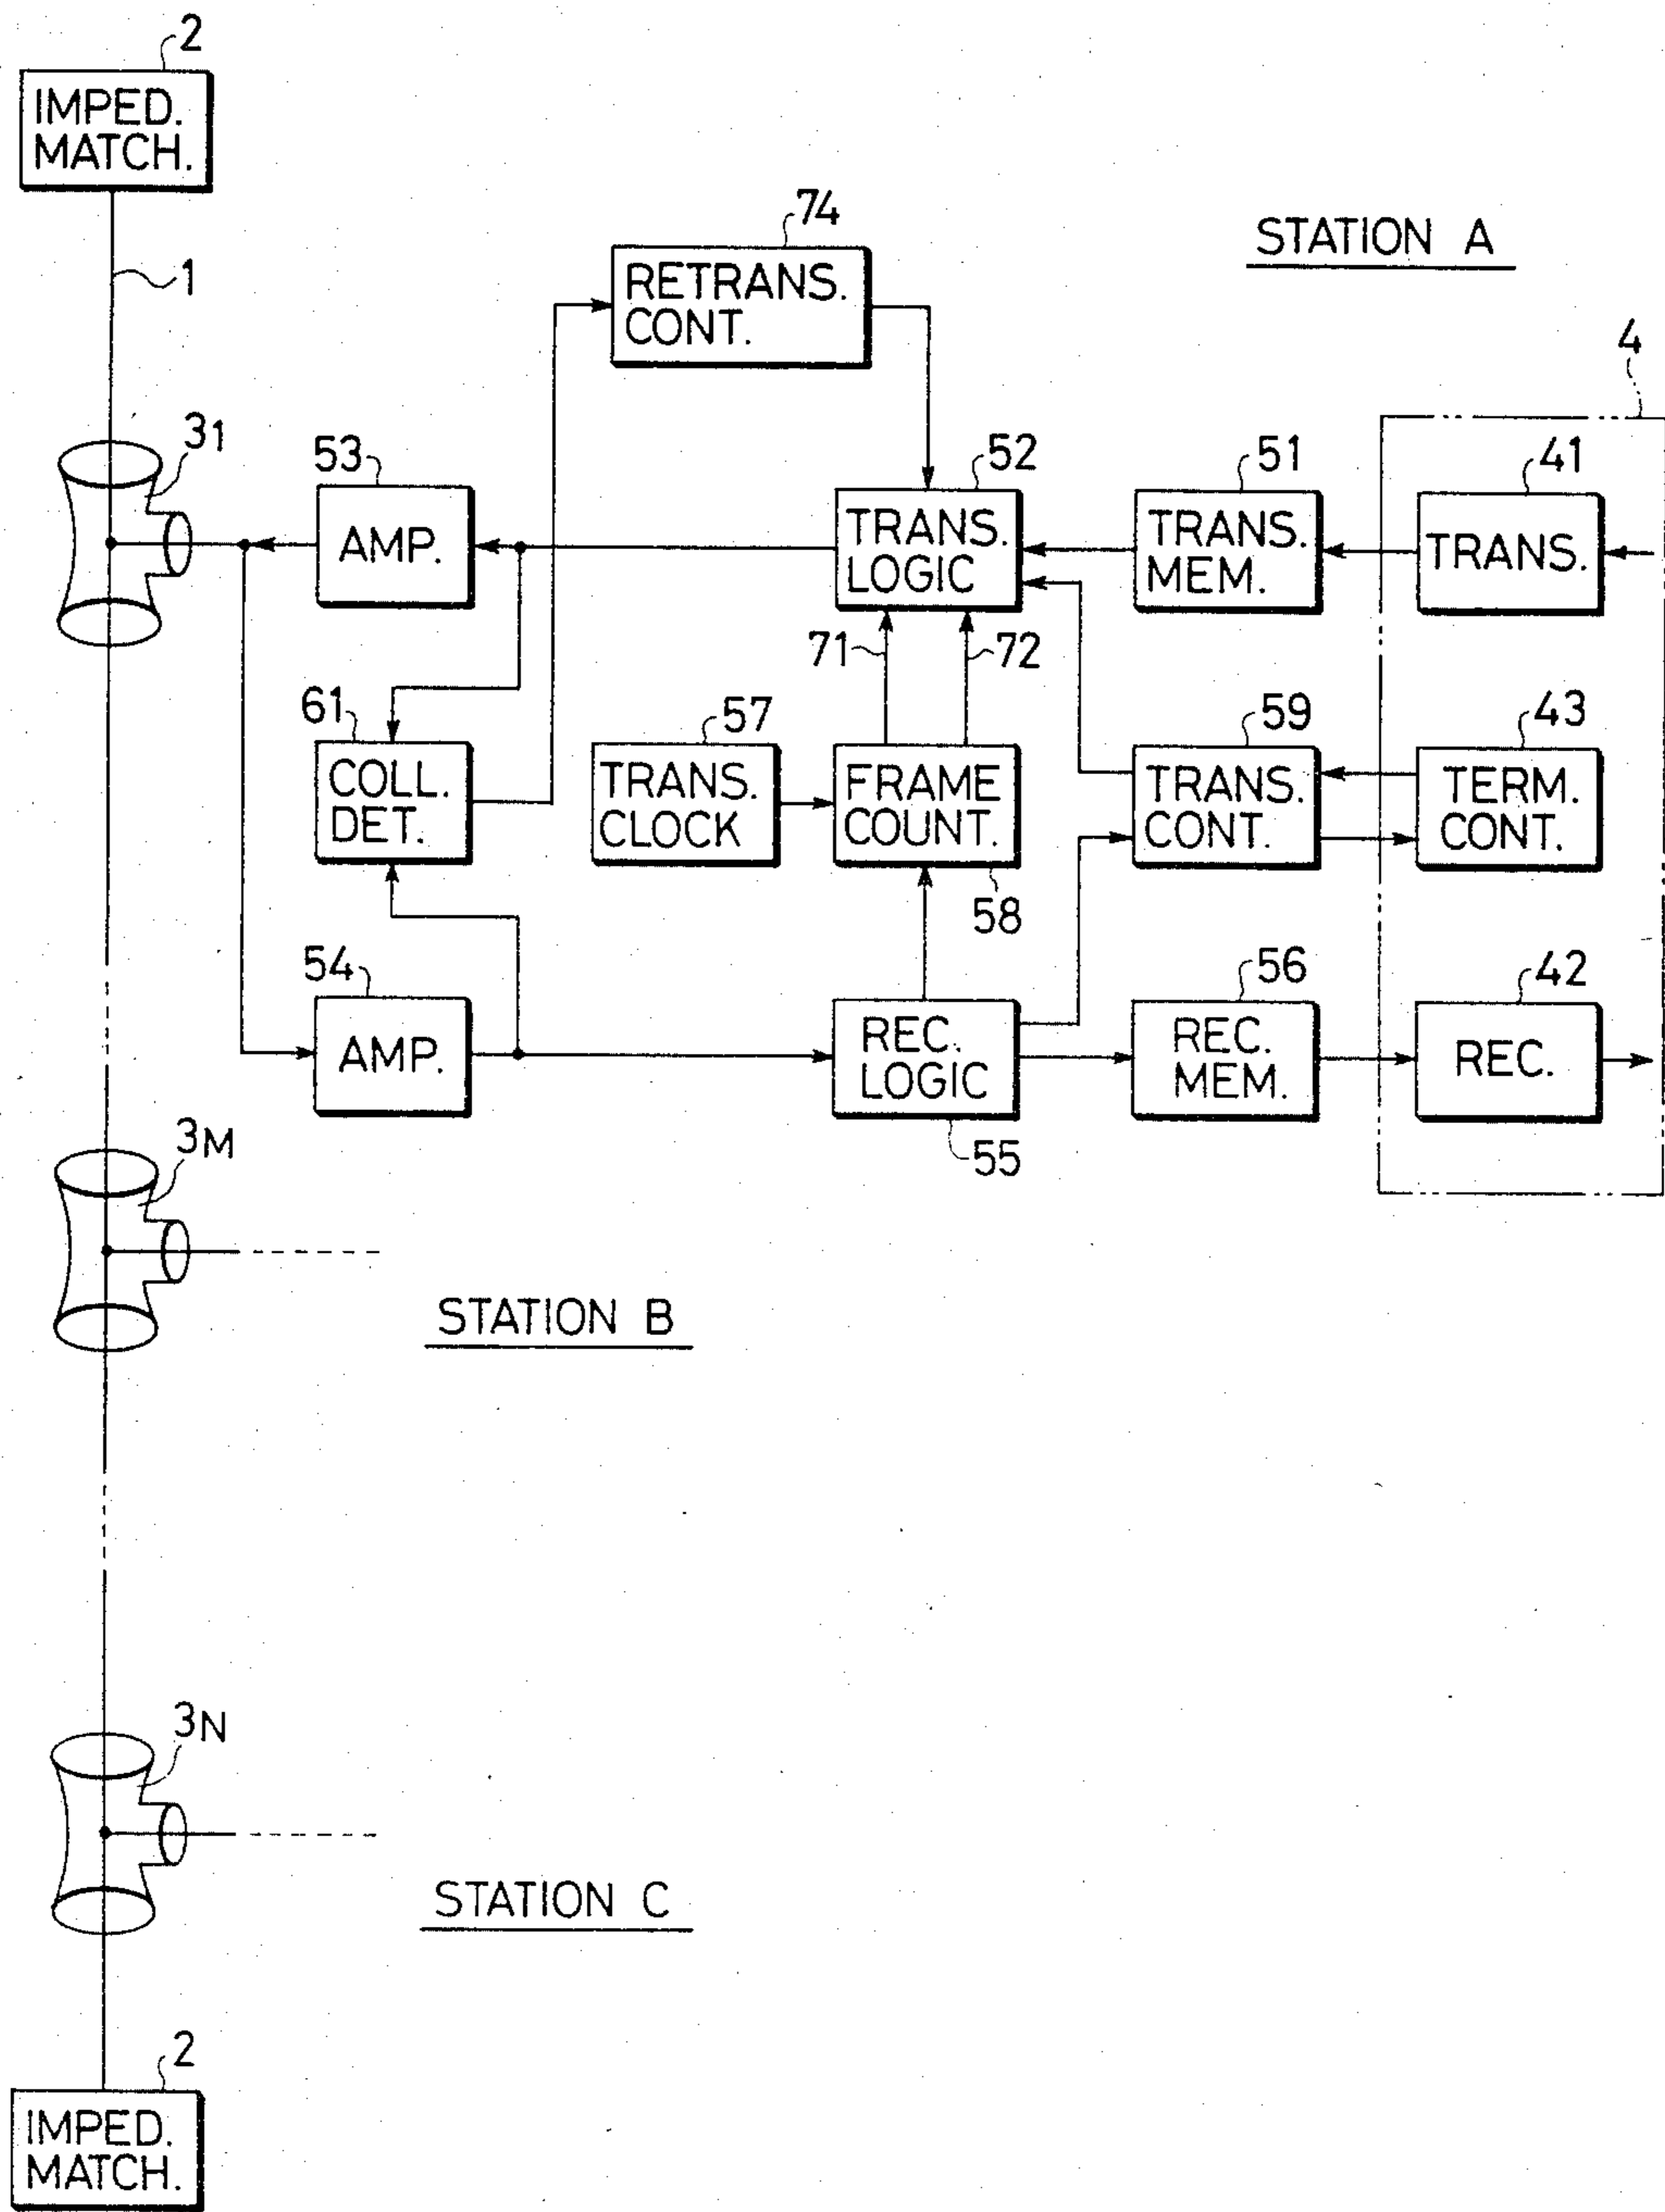 2
IMPED.
MATCH.
1
74
RETRANS.
CONT.
STATION A
4
31
53
AMP.
52
TRANS.
LOGIC
51
TRANS.
MEM.
41
TRANS.
71
72
61
COLL.
DET.
57
TRANS.
CLOCK
FRAME
COUNT.
58
59
TRANS.
CONT.
43
TERM.
CONT.
54
AMP.
REC.
LOGIC
55
56
REC.
MEM.
42
REC.
3M
STATION B
3N
STATION C
2
IMPED.
MATCH.